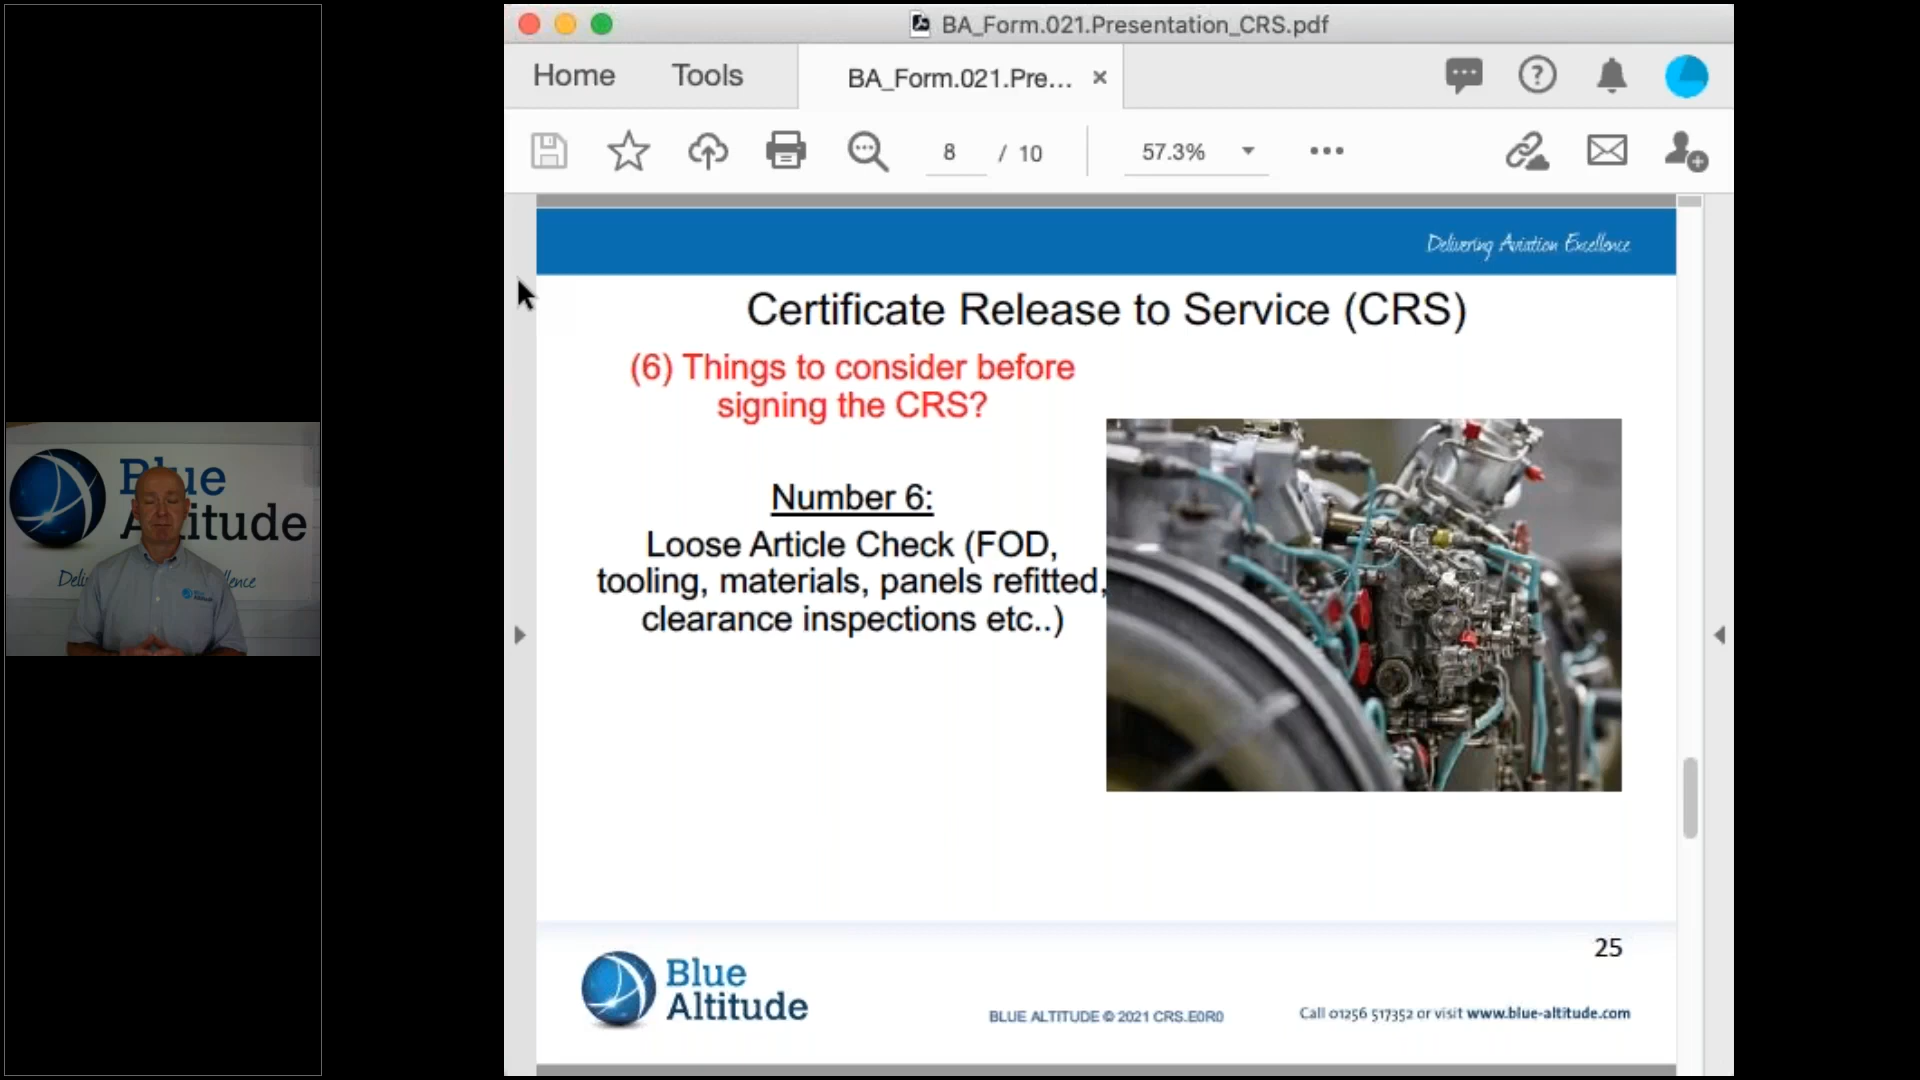 BA_Form.021.Presentation_CRS.pdf
Home
Tools
BA_Form.021.Pre...
8 / 10
57.3%
Delivering Aviation Excellence
Certificate Release to Service (CRS)
(6) Things to consider before
signing the CRS?
Number 6:
Loose Article Check (FOD,
tooling, materials, panels refitted,
clearance inspections etc..)
25
Blue
Altitude
BLUE ALTITUDE © 2021 CRS.E0R0
Call 01256 517352 or visit www.blue-altitude.com
Blue
Altitude